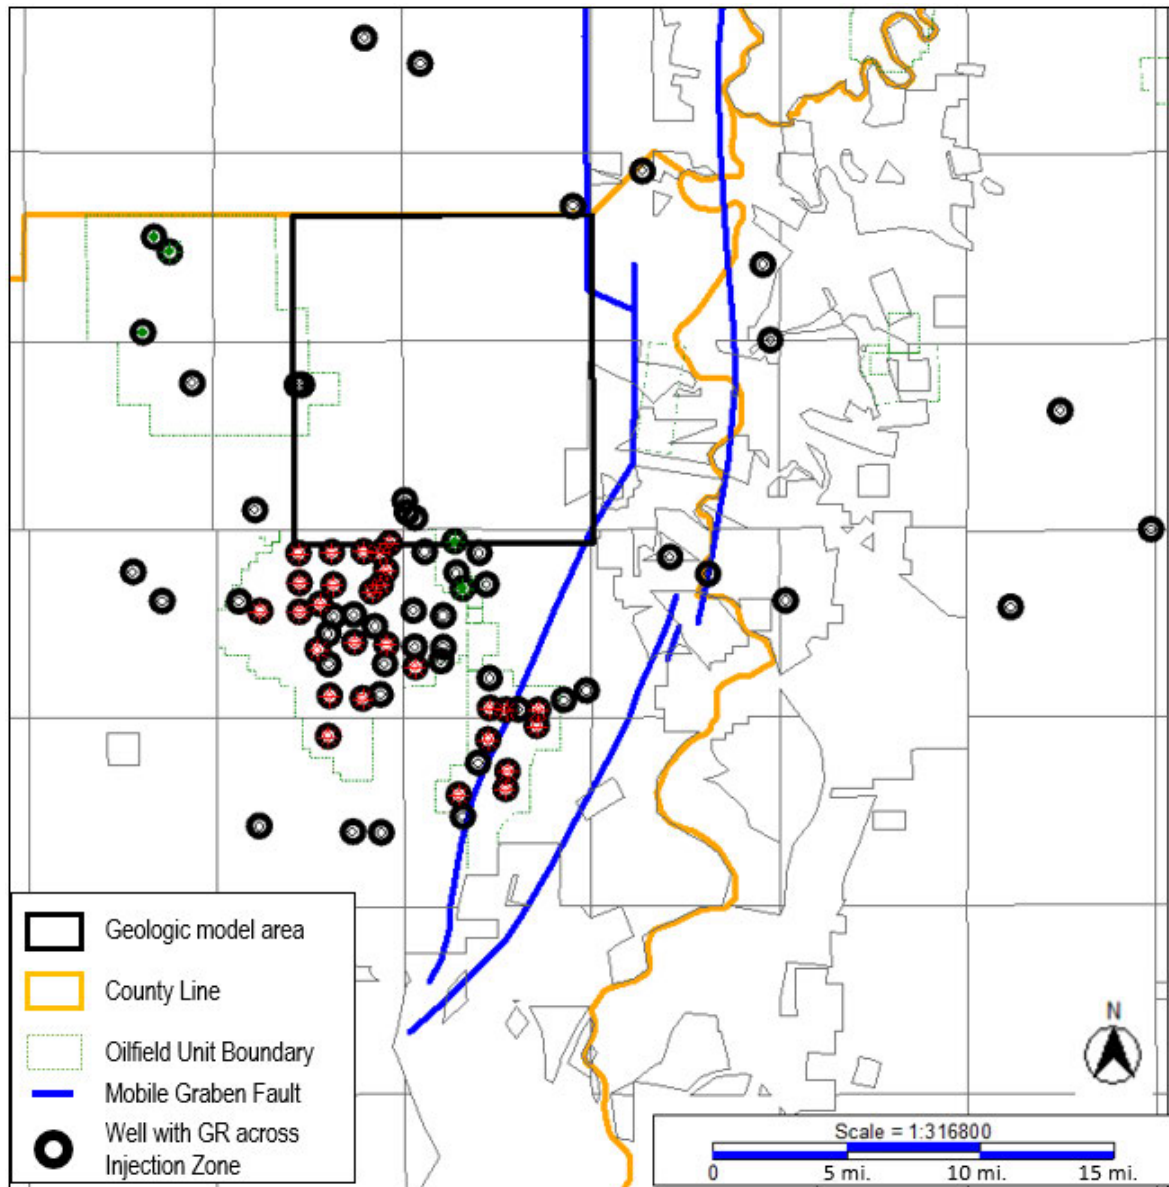 Geologic model area
County Line
Oilfield Unit Boundary
Mobile Graben Fault
Well with GR across
Injection Zone
N
Scale = 1:316800
0 5 mi. 10 mi. 15 mi.